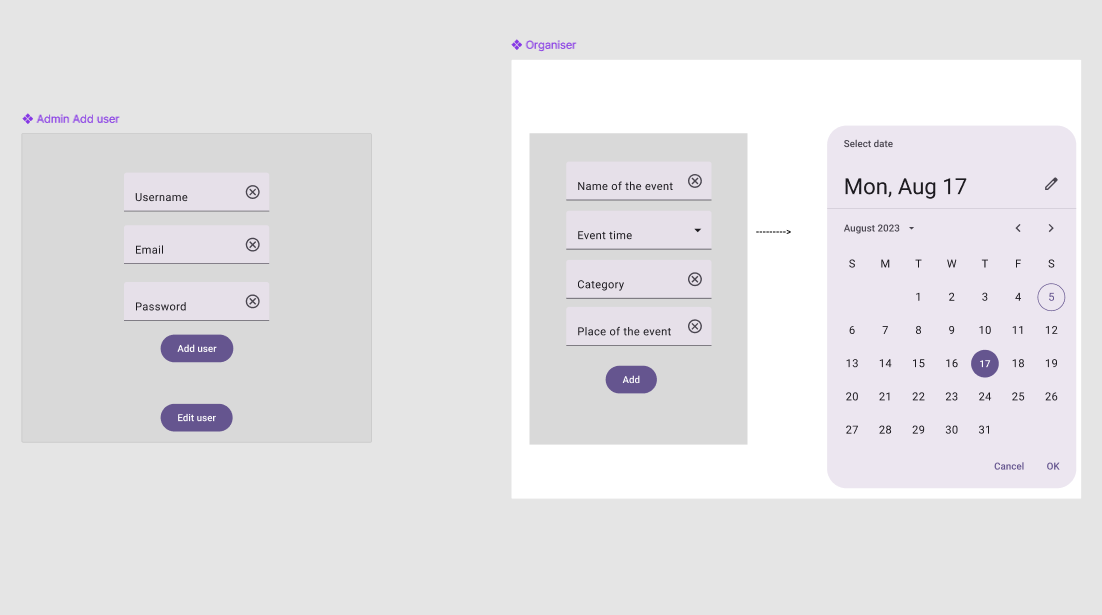 Admin Add user
Username
Email
Password
Add user
Edit user
Organiser
Name of the event
Event time
Category
Place of the event
Add
--------->
Select date
Mon, Aug 17
August 2023
S M T W T F S
1 2 3 4 5
6 7 8 9 10 11 12
13 14 15 16 17 18 19
20 21 22 23 24 25 26
27 28 29 30 31
Cancel OK